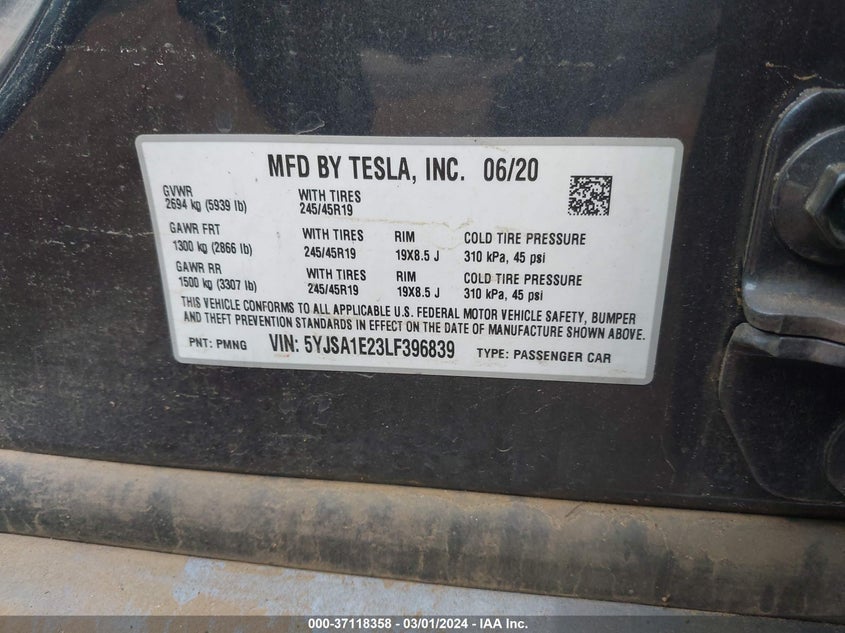 MFD BY TESLA, INC. 06/20
GVWR
2694 kg (5939 lb)
WITH TIRES
245/45R19
GAWR FRT
1300 kg (2866 lb)
WITH TIRES
245/45R19
RIM
19X8.5 J
COLD TIRE PRESSURE
310 kPa, 45 psi
GAWR RR
1500 kg (3307 lb)
WITH TIRES
245/45R19
RIM
19X8.5 J
COLD TIRE PRESSURE
310 kPa, 45 psi
THIS VEHICLE CONFORMS TO ALL APPLICABLE U.S. FEDERAL MOTOR VEHICLE SAFETY, BUMPER
AND THEFT PREVENTION STANDARDS IN EFFECT ON THE DATE OF MANUFACTURE SHOWN ABOVE.
PNT: PMNG VIN: 5YJSA1E23LF396839 TYPE: PASSENGER CAR
000-37118358 - 03/01/2024 - IAA Inc.